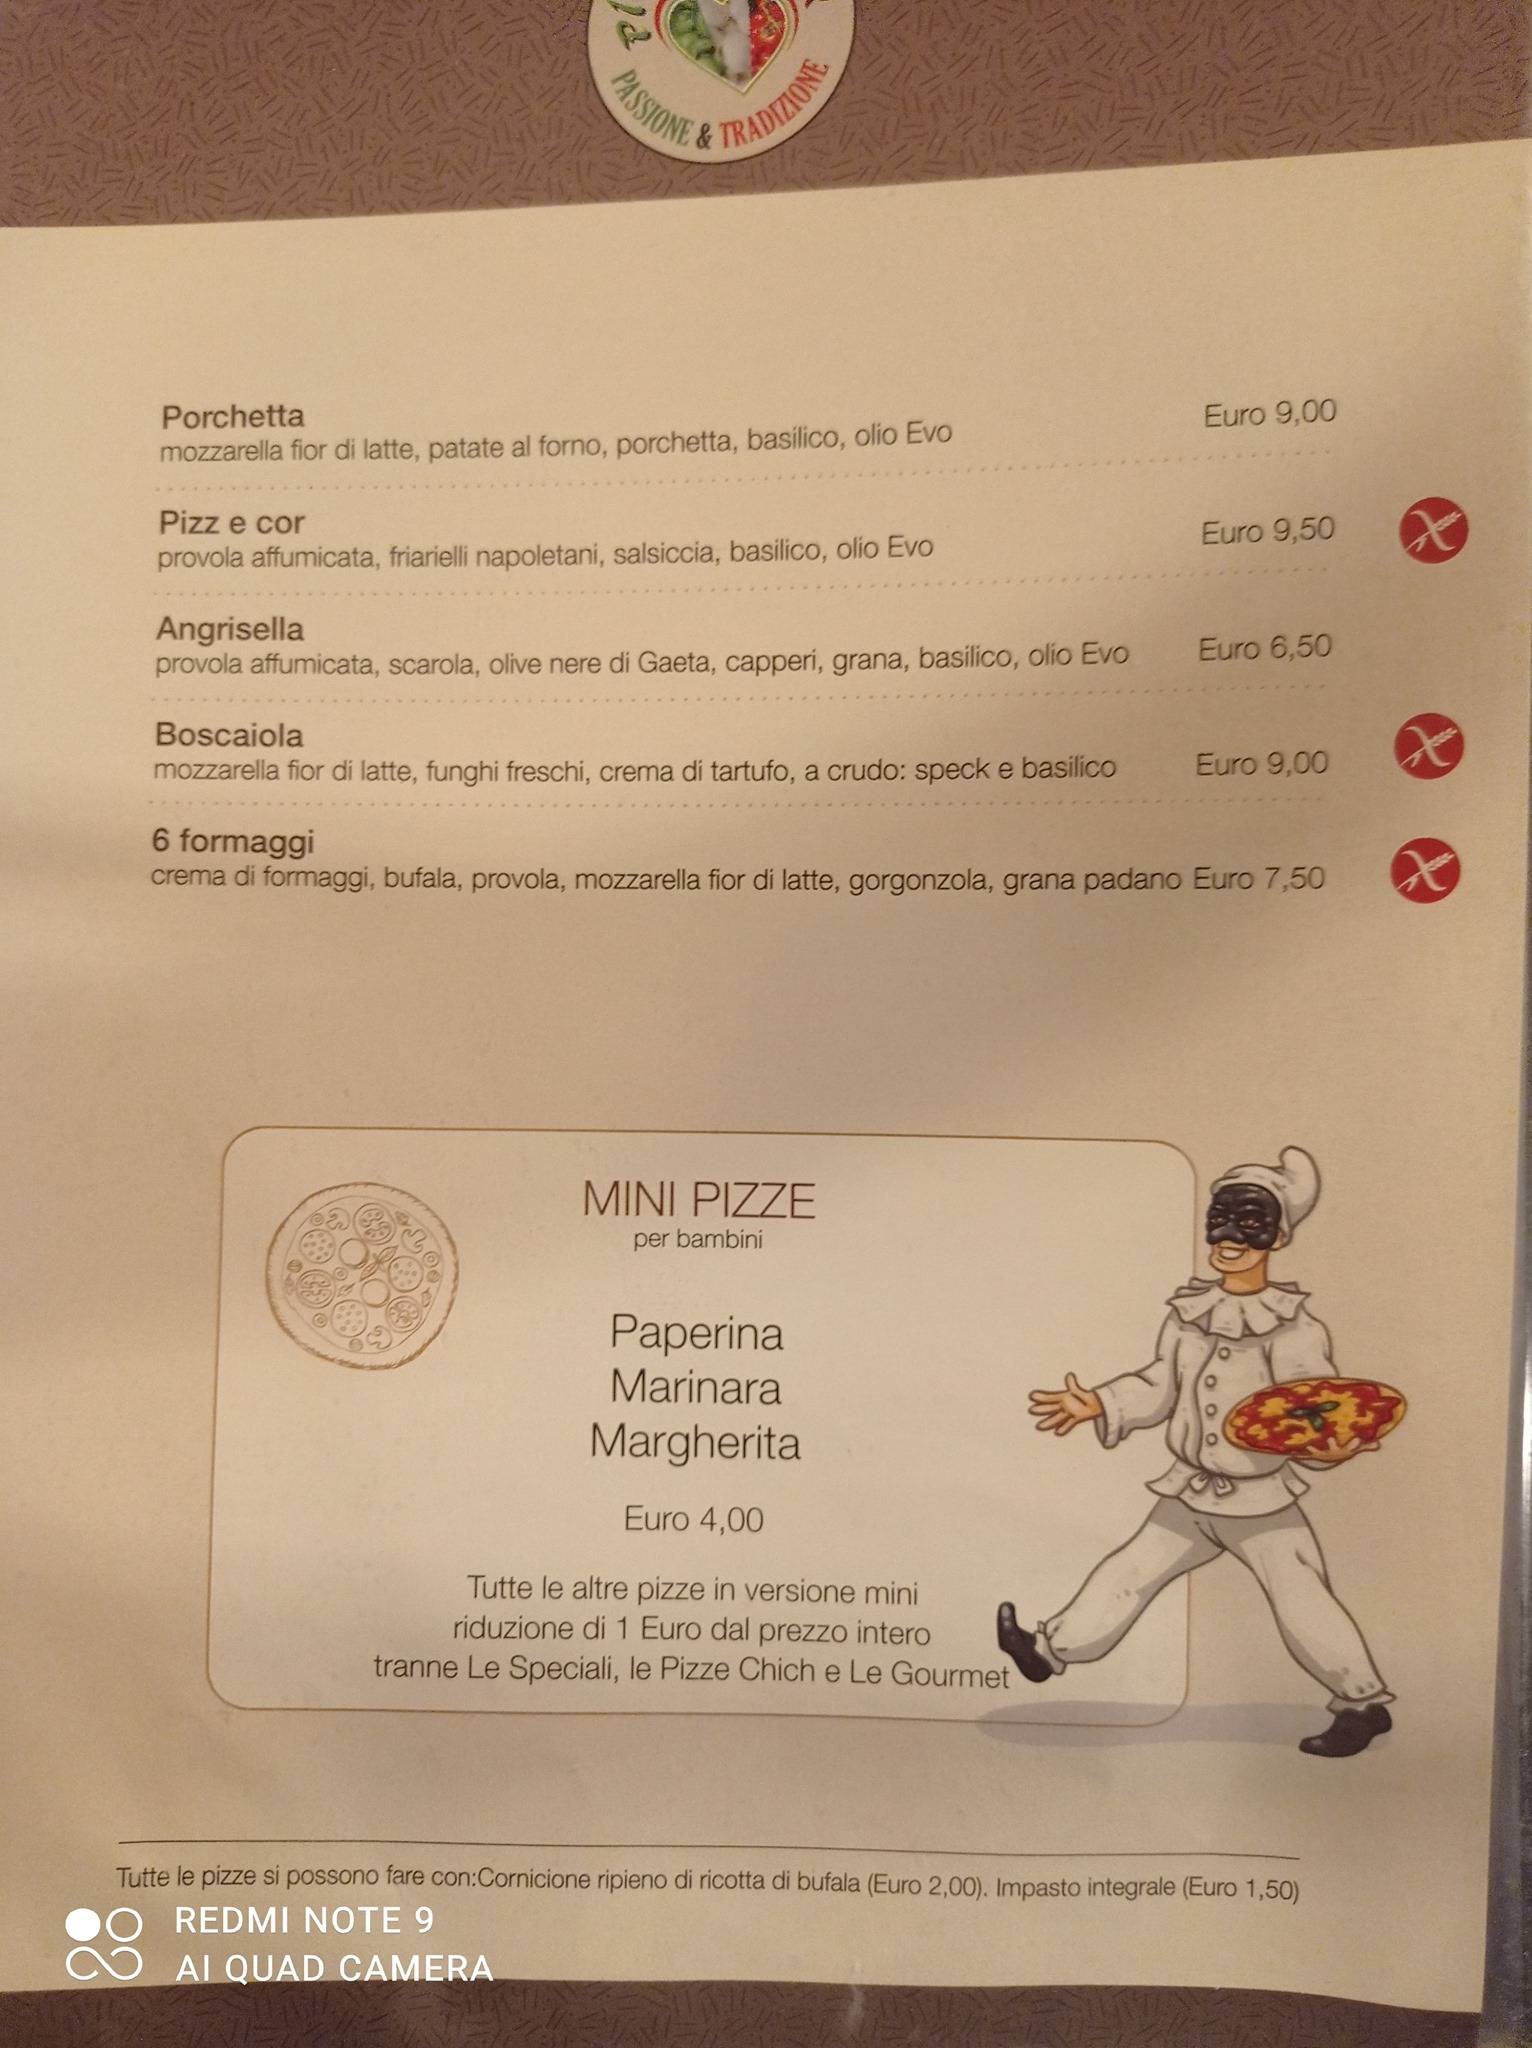 PASSIONE & TRADIZIONE
Porchetta
mozzarella fior di latte, patate al forno, porchetta, basilico, olio Evo Euro 9,00
Pizz e cor
provola affumicata, friarielli napoletani, salsiccia, basilico, olio Evo Euro 9,50
Angrisella
provola affumicata, scarola, olive nere di Gaeta, capperi, grana, basilico, olio Evo Euro 6,50
Boscaiola
mozzarella fior di latte, funghi freschi, crema di tartufo, a crudo: speck e basilico Euro 9,00
6 formaggi
crema di formaggi, bufala, provola, mozzarella fior di latte, gorgonzola, grana padano Euro 7,50
MINI PIZZE
per bambini
Paperina
Marinara
Margherita
Euro 4,00
Tutte le altre pizze in versione mini
riduzione di 1 Euro dal prezzo intero
tranne Le Speciali, le Pizze Chich e Le Gourmet
Tutte le pizze si possono fare con:Cornicione ripieno di ricotta di bufala (Euro 2,00). Impasto integrale (Euro 1,50)
REDMI NOTE 9
AI QUAD CAMERA